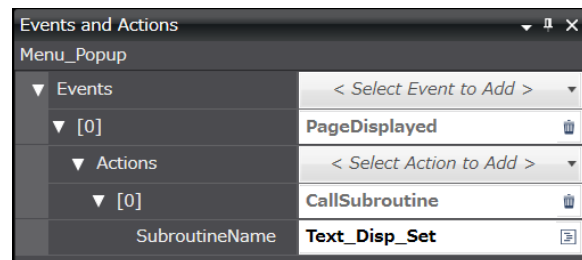 Events and Actions
Menu_Popup
Events < Select Event to Add >
[0] PageDisplayed
Actions < Select Action to Add >
[0] CallSubroutine
SubroutineName Text_Disp_Set